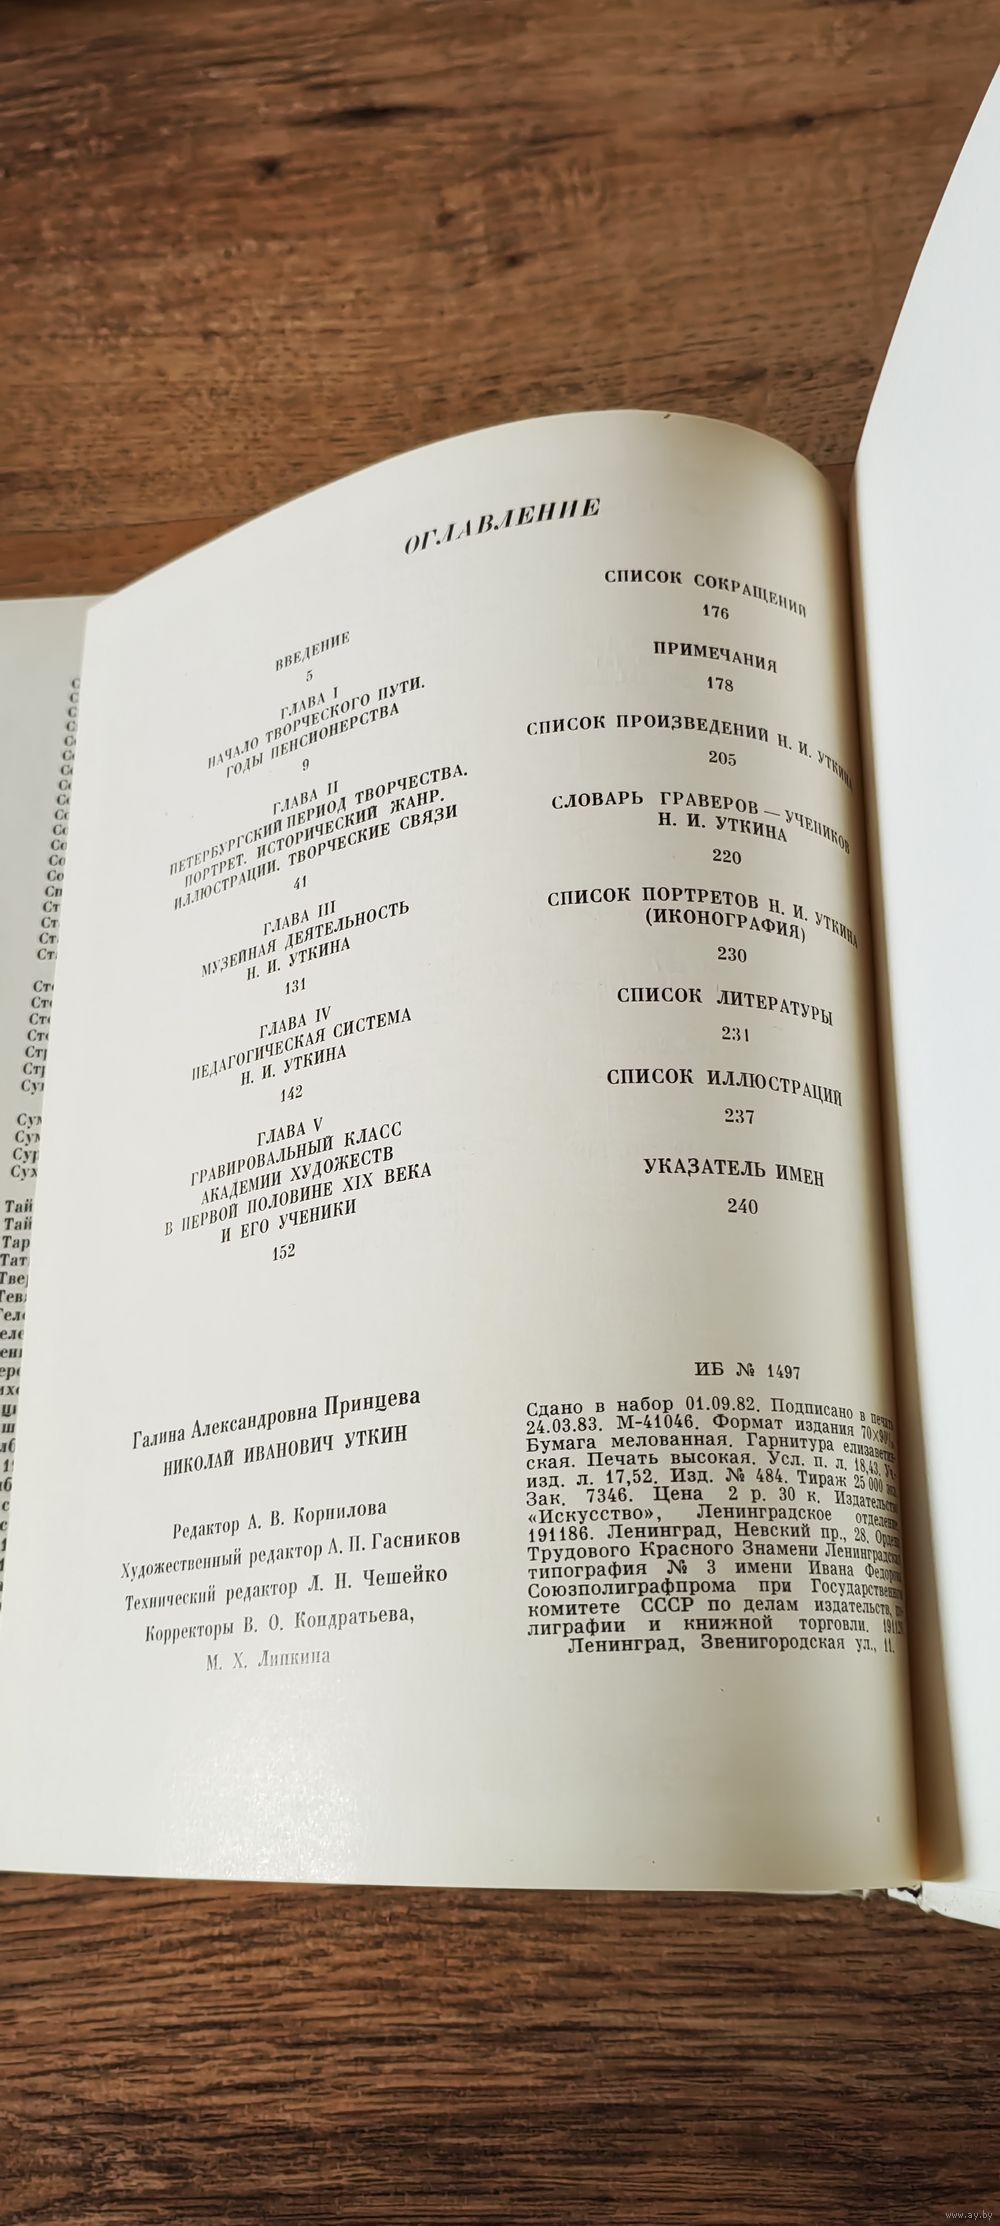 ОГЛАВЛЕНИЕ
ВВЕДЕНИЕ
5
ГЛАВА I
НАЧАЛО ТВОРЧЕСКОГО ПУТИ.
ГОДЫ ПЕНСИОНЕРСТВА
9
ГЛАВА II
ПЕТЕРБУРГСКИЙ ПЕРИОД ТВОРЧЕСТВА.
ПОРТРЕТ. ИСТОРИЧЕСКИЙ ЖАНР.
ИЛЛЮСТРАЦИИ. ТВОРЧЕСКИЕ СВЯЗИ
41
ГЛАВА III
МУЗЕЙНАЯ ДЕЯТЕЛЬНОСТЬ
Н. И. УТКИНА
131
ГЛАВА IV
ПЕДАГОГИЧЕСКАЯ СИСТЕМА
Н. И. УТКИНА
142
ГЛАВА V
ГРАВИРОВАЛЬНЫЙ КЛАСС
АКАДЕМИИ ХУДОЖЕСТВ
В ПЕРВОЙ ПОЛОВИНЕ XIX ВЕКА
И ЕГО УЧЕНИКИ
152
СПИСОК СОКРАЩЕНИЙ
176
ПРИМЕЧАНИЯ
178
СПИСОК ПРОИЗВЕДЕНИЙ Н. И. УТКИНА
205
СЛОВАРЬ ГРАВЕРОВ — УЧЕНИКОВ
Н. И. УТКИНА
220
СПИСОК ПОРТРЕТОВ Н. И. УТКИНА
(ИКОНОГРАФИЯ)
230
СПИСОК ЛИТЕРАТУРЫ
231
СПИСОК ИЛЛЮСТРАЦИЙ
237
УКАЗАТЕЛЬ ИМЕН
240
Галина Александровна Принцева
НИКОЛАЙ ИВАНОВИЧ УТКИН
Редактор А. В. Корнилова
Художественный редактор А. П. Гасников
Технический редактор Л. Н. Чешейко
Корректоры В. О. Кондратьева,
М. Х. Липкина
ИБ № 1497
Сдано в набор 01.09.82. Подписано в печать
24.03.83. М-41046. Формат издания
Бумага мелованная. Гарнитура елизаветин-
ская. Печать высокая. Усл. п. л. 18,43. Уч.-
изд. л. 17,52. Изд. № 484. Тираж 25 000 экз.
Зак. 7346. Цена 2 р. 30 к. Издательство
«Искусство», Ленинградское отделение.
191186. Ленинград, Невский пр., 28. Ордена
Трудового Красного Знамени Ленинградская
типография № 3 имени Ивана Федорова
Союзполиграфпрома при Государственном
комитете СССР по делам издательств, по-
лиграфии и книжной торговли.
Ленинград, Звенигородская ул., 11.
www.ay.by